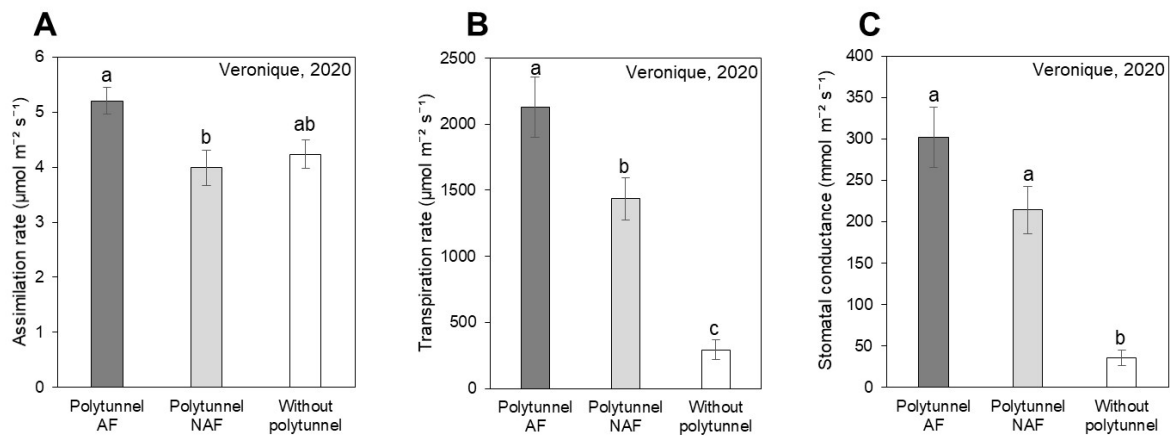 A
Assimilation rate (µmol m⁻² s⁻¹)
6
5
4
3
2
1
0
Veronique, 2020
a
b
ab
Polytunnel
AF
Polytunnel
NAF
Without
polytunnel
B
Transpiration rate (µmol m⁻² s⁻¹)
2500
2000
1500
1000
500
0
Veronique, 2020
a
b
c
Polytunnel
AF
Polytunnel
NAF
Without
polytunnel
C
Stomatal conductance (mmol m⁻² s⁻¹)
400
350
300
250
200
150
100
50
0
Veronique, 2020
a
a
b
Polytunnel
AF
Polytunnel
NAF
Without
polytunnel